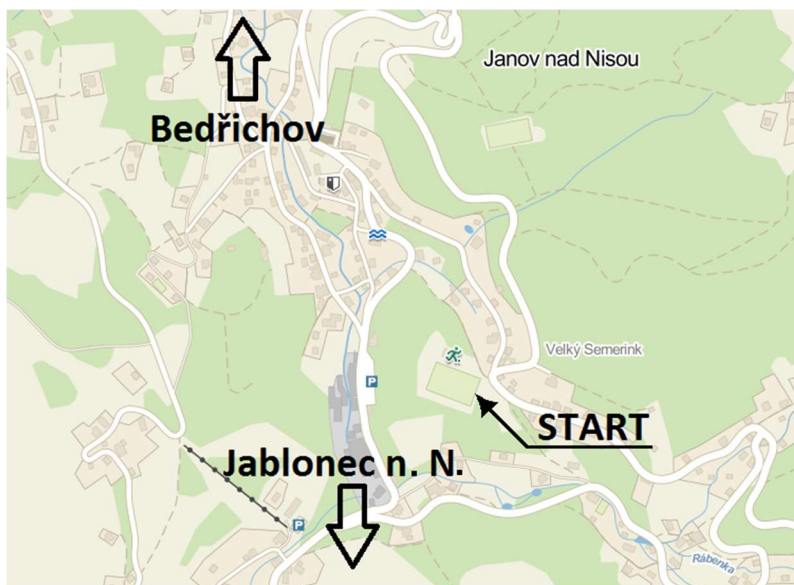 Janov nad Nisou
Bedřichov
Velký Semerink
P
START
Jablonec n. N.
P
Rábenka